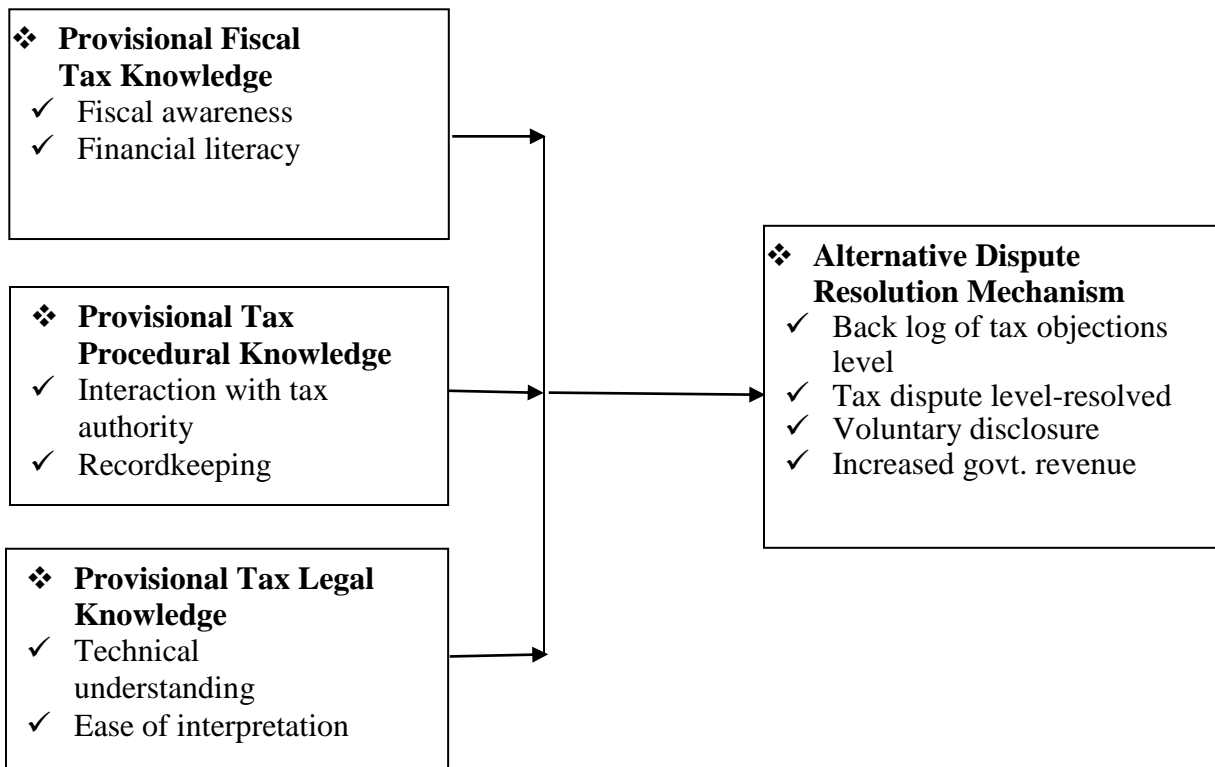 ❖ Provisional Fiscal
Tax Knowledge
✓ Fiscal awareness
✓ Financial literacy
❖ Provisional Tax
Procedural Knowledge
✓ Interaction with tax
authority
✓ Recordkeeping
❖ Provisional Tax Legal
Knowledge
✓ Technical
understanding
✓ Ease of interpretation
❖ Alternative Dispute
Resolution Mechanism
✓ Back log of tax objections
level
✓ Tax dispute level-resolved
✓ Voluntary disclosure
✓ Increased govt. revenue